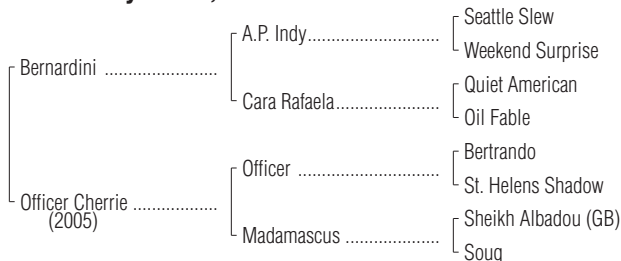 Seattle Slew
A.P. Indy
Weekend Surprise
Bernardini
Quiet American
Cara Rafaela
Oil Fable
Bertrando
Officer
St. Helens Shadow
Officer Cherrie
(2005)
Sheikh Albadou (GB)
Madamascus
Souq